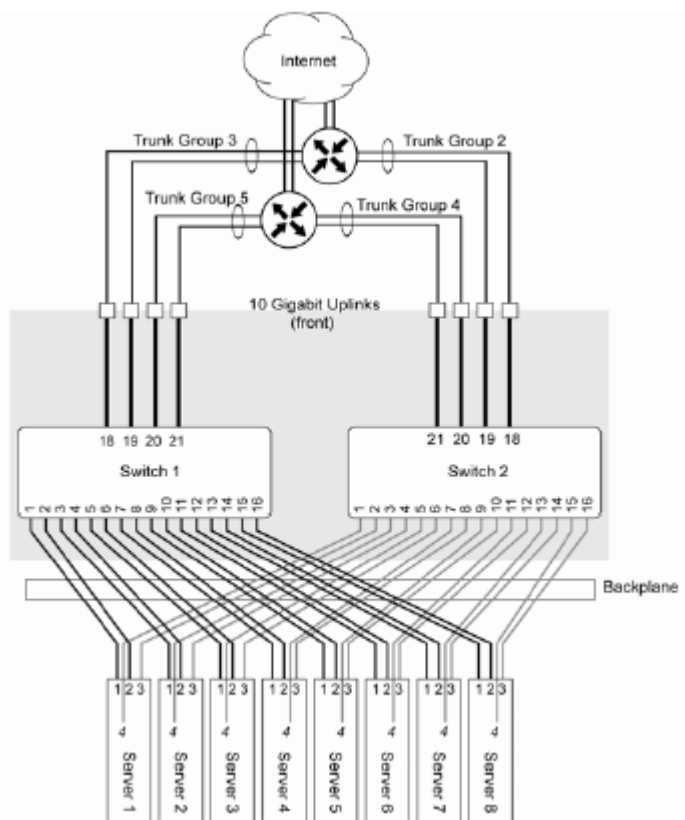 Internet
Trunk Group 3
Trunk Group 2
Trunk Group 5
Trunk Group 4
10 Gigabit Uplinks
(front)
18 19 20 21
21 20 19 18
Switch 1
Switch 2
1 2 3 4 5 6 7 8 9 10 11 12 13 14 15 16
1 2 3 4 5 6 7 8 9 10 11 12 13 14 15 16
Backplane
1 2 3
1 2 3
1 2 3
1 2 3
1 2 3
1 2 3
1 2 3
1 2 3
4
4
4
4
4
4
4
4
Server 1
Server 2
Server 3
Server 4
Server 5
Server 6
Server 7
Server 8